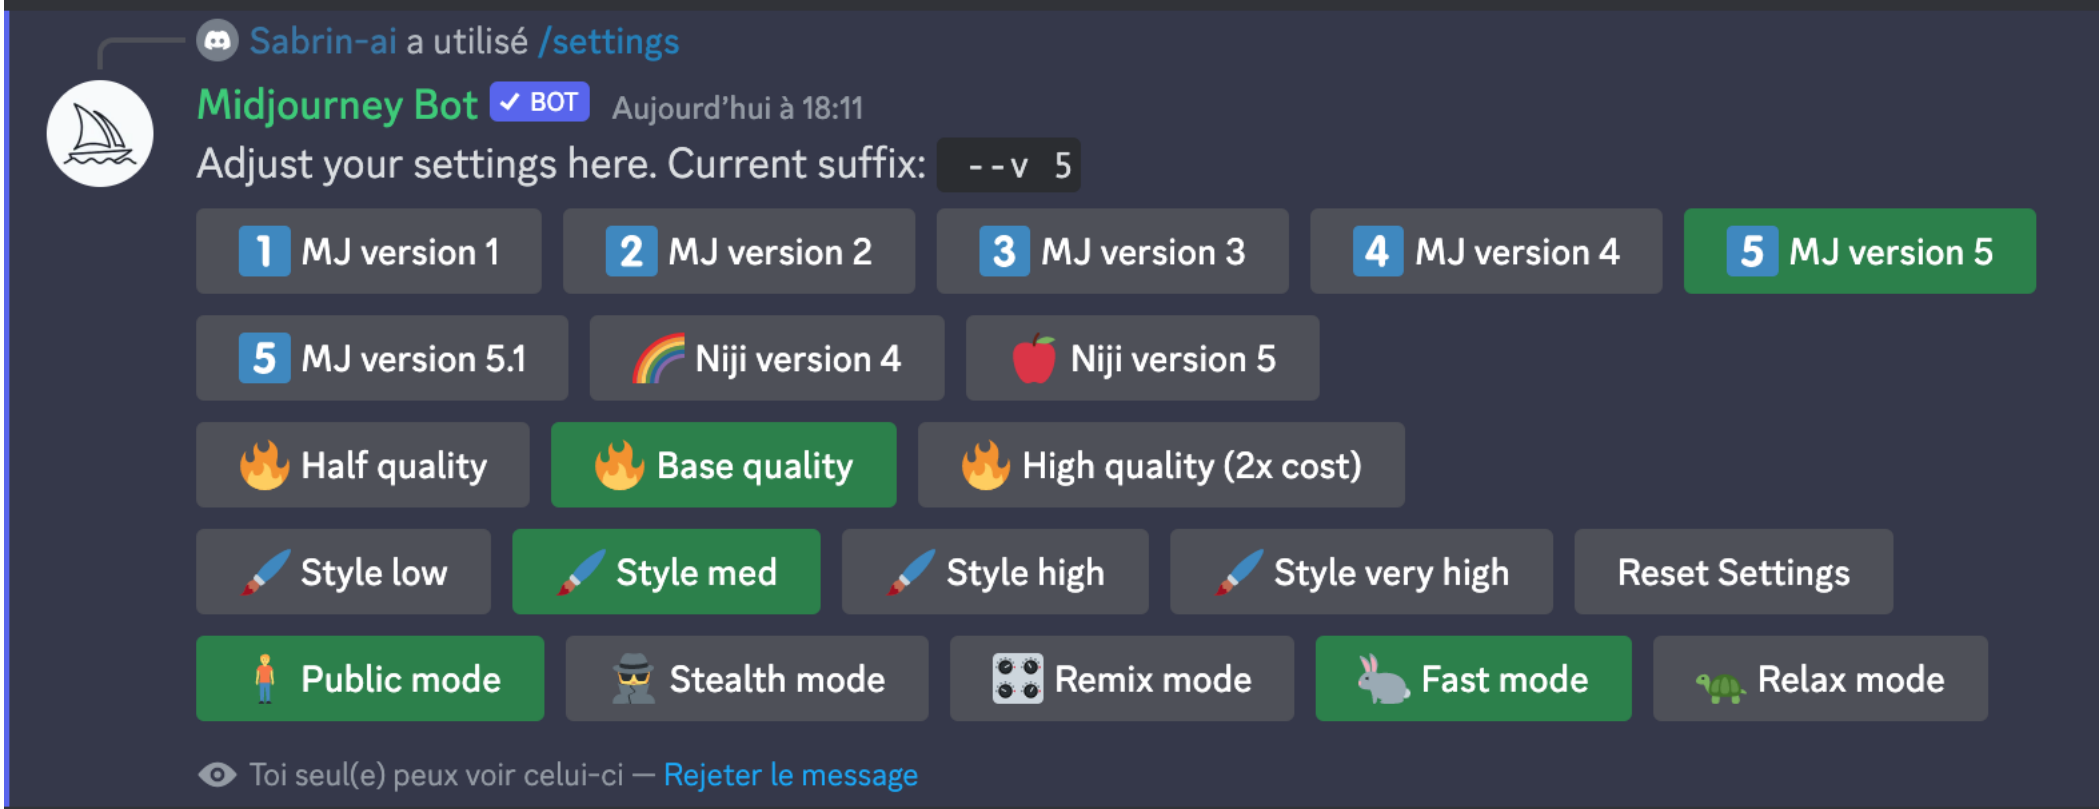 Sabrin-ai a utilisé /settings
Midjourney Bot ✓ BOT Aujourd’hui à 18:11
Adjust your settings here. Current suffix: --v 5
1 MJ version 1 2 MJ version 2 3 MJ version 3 4 MJ version 4 5 MJ version 5
5 MJ version 5.1 Niji version 4 Niji version 5
Half quality Base quality High quality (2x cost)
Style low Style med Style high Style very high Reset Settings
Public mode Stealth mode Remix mode Fast mode Relax mode
Toi seul(e) peux voir celui-ci — Rejeter le message